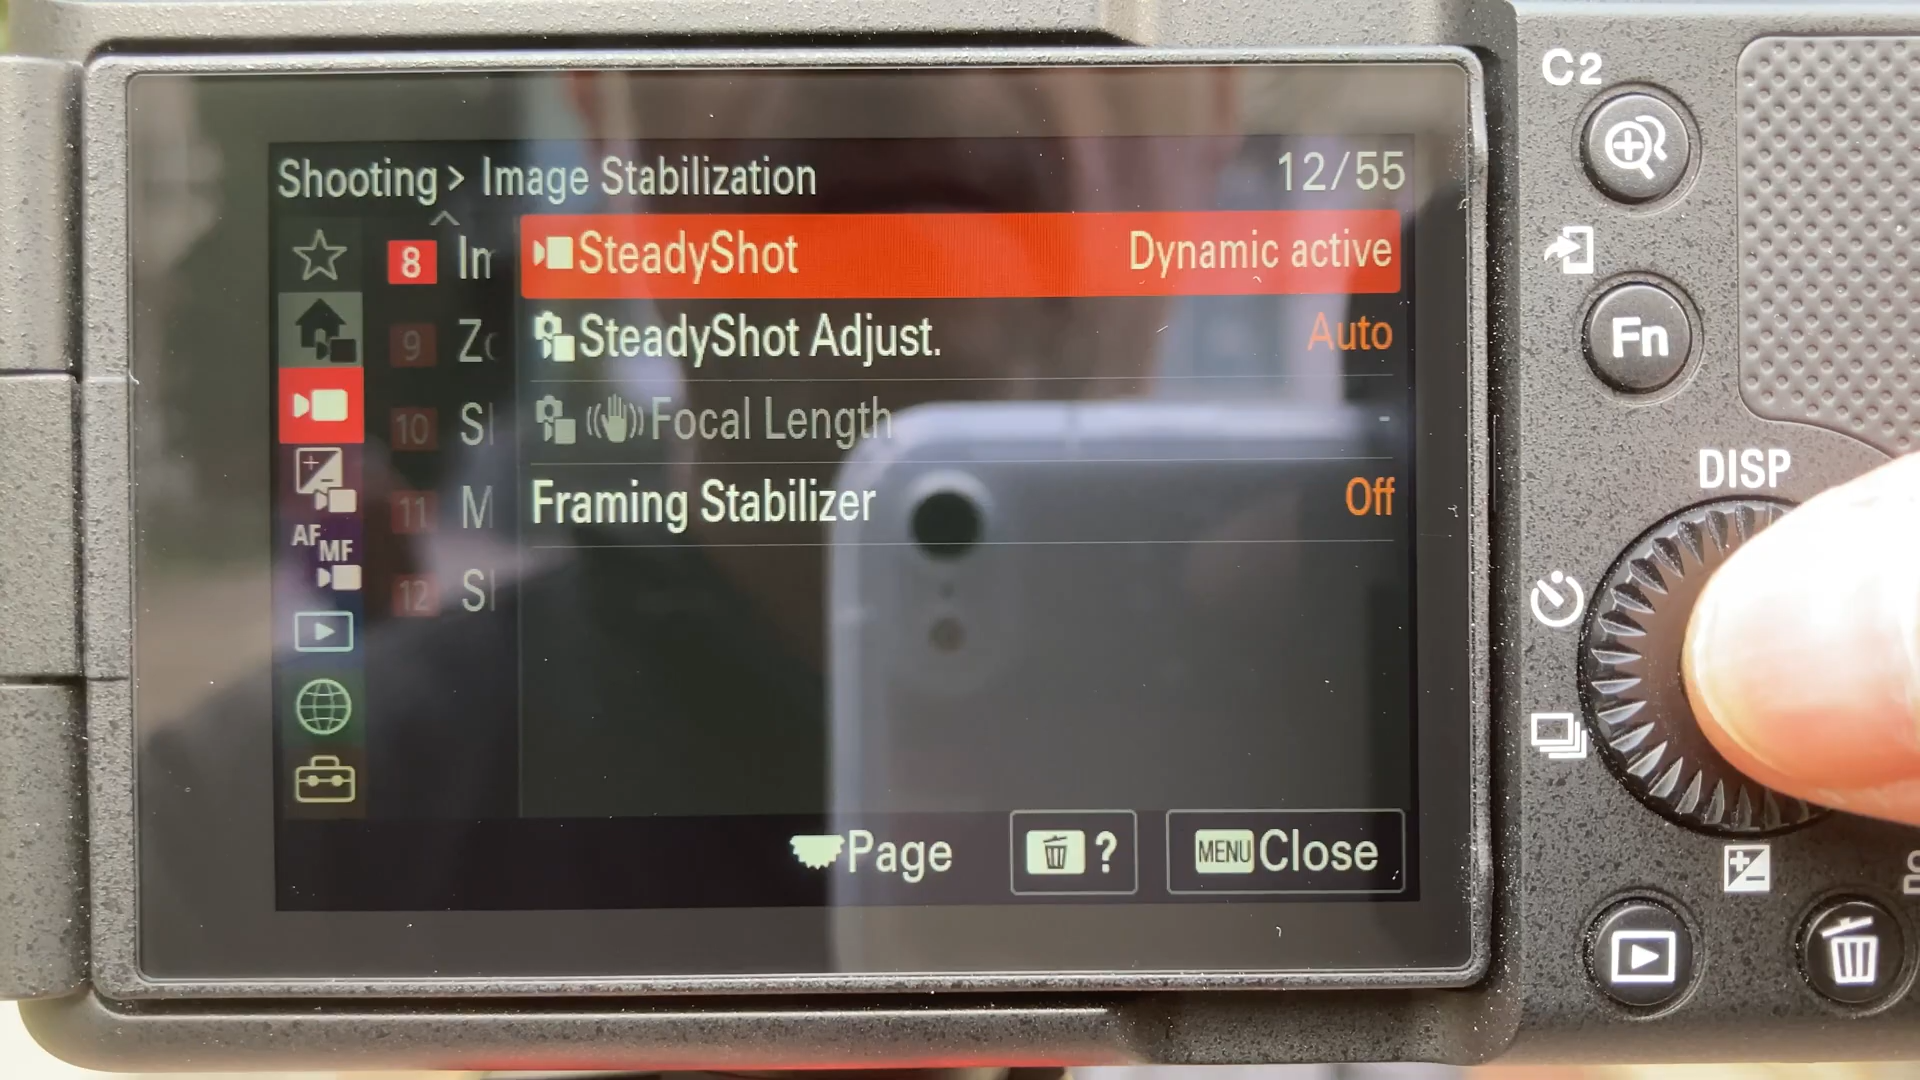 C2
Shooting> Image Stabilization 12/55
8 Im
SteadyShot Dynamic active
9
SteadyShot Adjust. Auto
10
Focal Length -
11 M
Framing Stabilizer Off
12
AF MF
Page
?
MENU Close
Fn
DISP